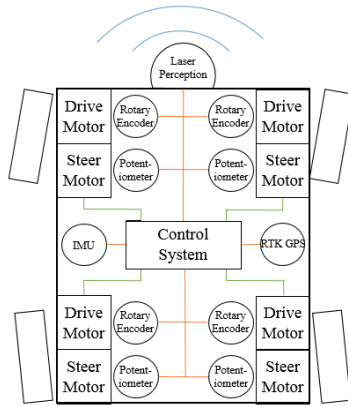 Laser
Perception
Drive
Motor
Rotary
Encoder
Rotary
Encoder
Drive
Motor
Steer
Motor
Potent-
iometer
Potent-
iometer
Steer
Motor
IMU
Control
System
RTK GPS
Drive
Motor
Rotary
Encoder
Rotary
Encoder
Drive
Motor
Steer
Motor
Potent-
iometer
Potent-
iometer
Steer
Motor